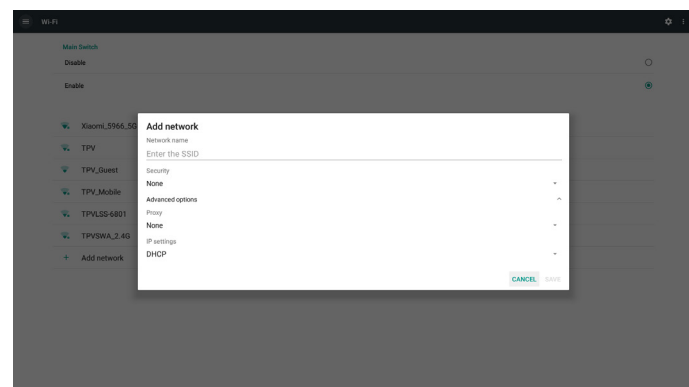 Wi-Fi
Main Switch
Disable
Enable
Xiaomi_5966_5G
TPV
TPV_Guest
TPV_Mobile
TPVLSS-6801
TPVSWA_2.4G
+ Add network
Add network
Network name
Enter the SSID
Security
None
Advanced options
Proxy
None
IP settings
DHCP
CANCEL SAVE